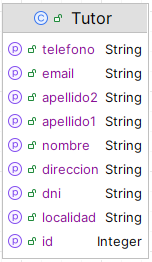 Tutor
telefono String
email String
apellido2 String
apellido1 String
nombre String
direccion String
dni String
localidad String
id Integer